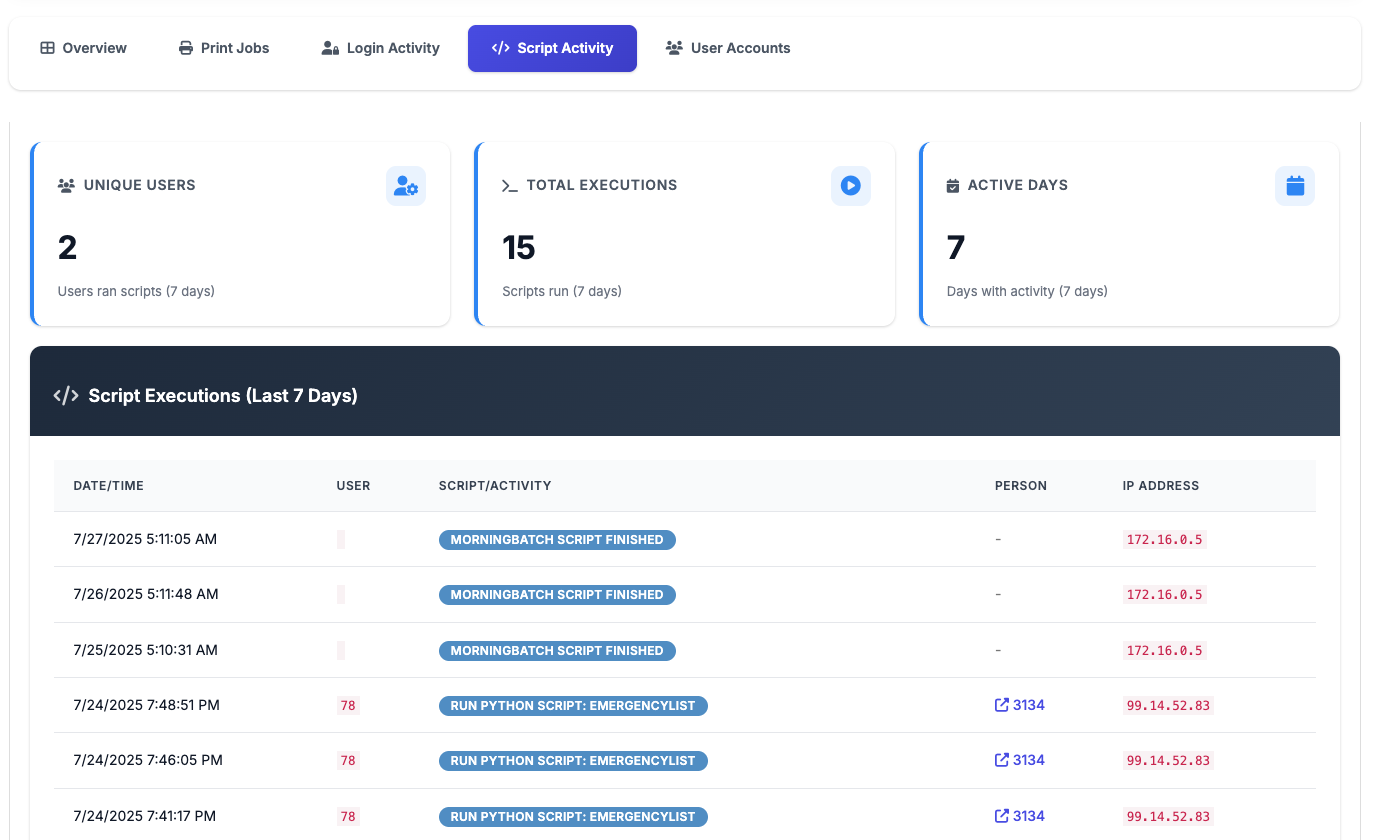 Overview Print Jobs Login Activity </> Script Activity User Accounts
UNIQUE USERS
2
Users ran scripts (7 days)
TOTAL EXECUTIONS
15
Scripts run (7 days)
ACTIVE DAYS
7
Days with activity (7 days)
</> Script Executions (Last 7 Days)
DATE/TIME USER SCRIPT/ACTIVITY PERSON IP ADDRESS
7/27/2025 5:11:05 AM MORNINGBATCH SCRIPT FINISHED - 172.16.0.5
7/26/2025 5:11:48 AM MORNINGBATCH SCRIPT FINISHED - 172.16.0.5
7/25/2025 5:10:31 AM MORNINGBATCH SCRIPT FINISHED - 172.16.0.5
7/24/2025 7:48:51 PM 78 RUN PYTHON SCRIPT: EMERGENCYLIST 3134 99.14.52.83
7/24/2025 7:46:05 PM 78 RUN PYTHON SCRIPT: EMERGENCYLIST 3134 99.14.52.83
7/24/2025 7:41:17 PM 78 RUN PYTHON SCRIPT: EMERGENCYLIST 3134 99.14.52.83